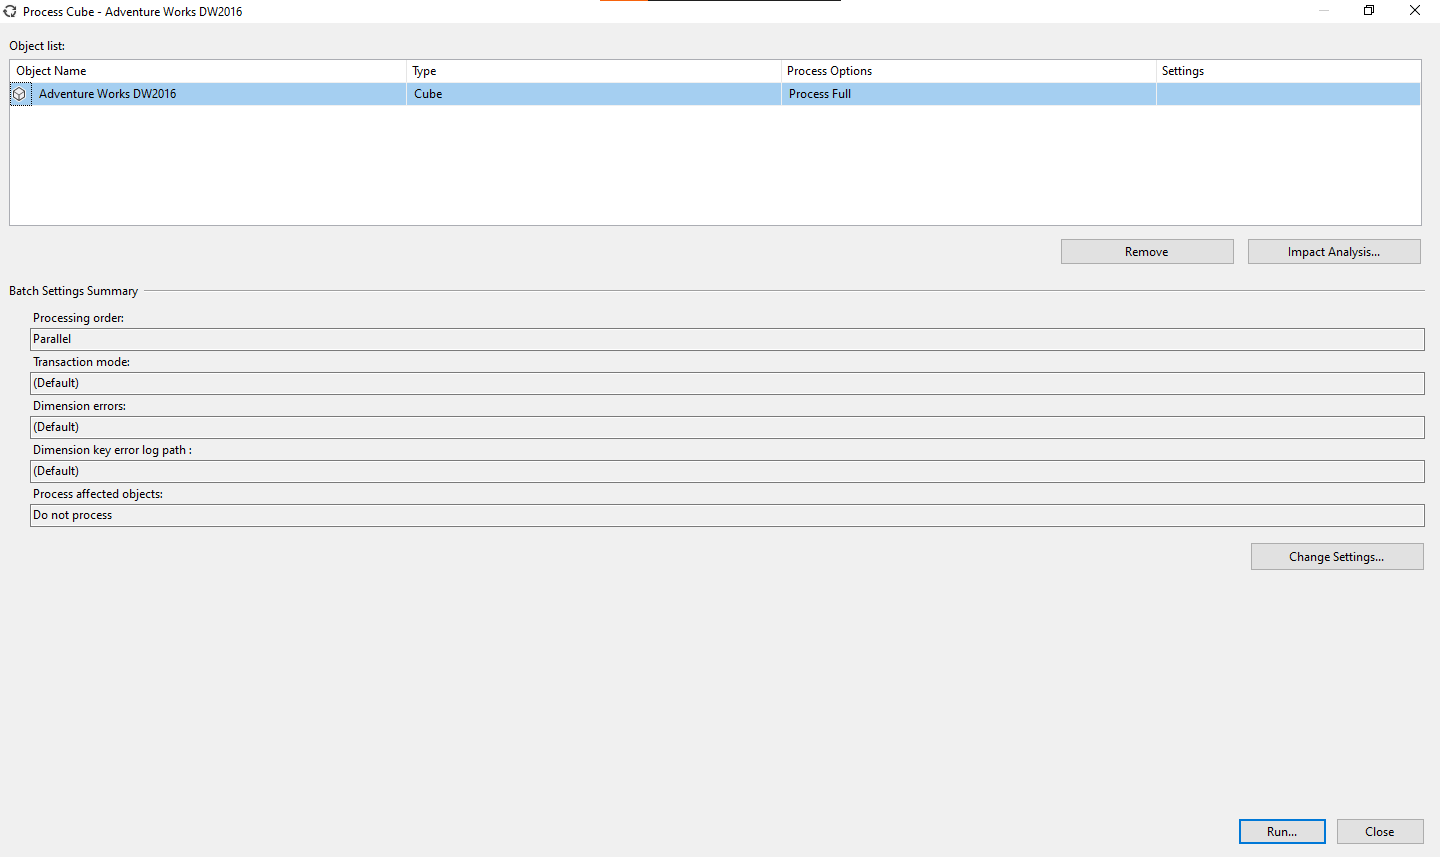 Process Cube - Adventure Works DW2016
Object list:
Object Name Type Process Options Settings
Adventure Works DW2016 Cube Process Full
Remove Impact Analysis...
Batch Settings Summary
Processing order:
Parallel
Transaction mode:
(Default)
Dimension errors:
(Default)
Dimension key error log path :
(Default)
Process affected objects:
Do not process
Change Settings...
Run... Close